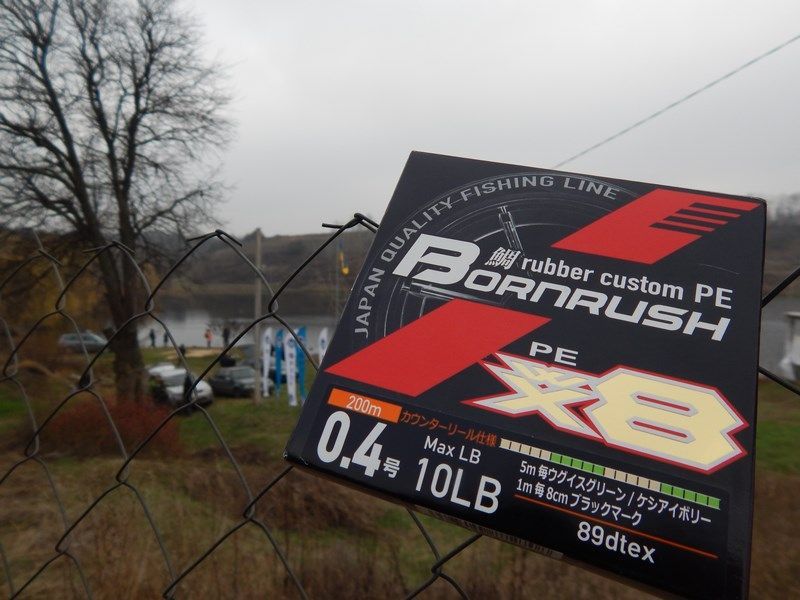 JAPAN QUALITY FISHING LINE
鯛 rubber custom PE
BORNRUSH
PE
X8
200m
カウンターリール仕様
0.4号
Max LB
10LB
5m 毎ウグイスグリーン / ケシアイボリー
1m 毎 8cm ブラックマーク
89dtex